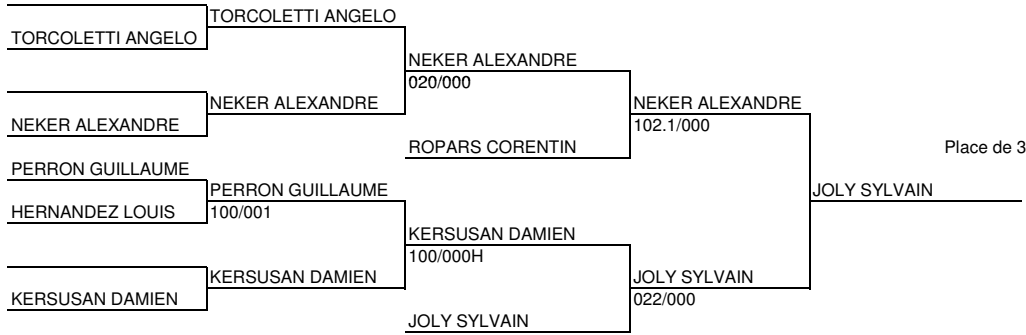 TORCOLETTI ANGELO
TORCOLETTI ANGELO
NEKER ALEXANDRE
020/000
NEKER ALEXANDRE
NEKER ALEXANDRE
102.1/000
NEKER ALEXANDRE
ROPARS CORENTIN
Place de 3
PERRON GUILLAUME
PERRON GUILLAUME
JOLY SYLVAIN
HERNANDEZ LOUIS
100/001
KERSUSAN DAMIEN
100/000H
KERSUSAN DAMIEN
JOLY SYLVAIN
KERSUSAN DAMIEN
022/000
JOLY SYLVAIN